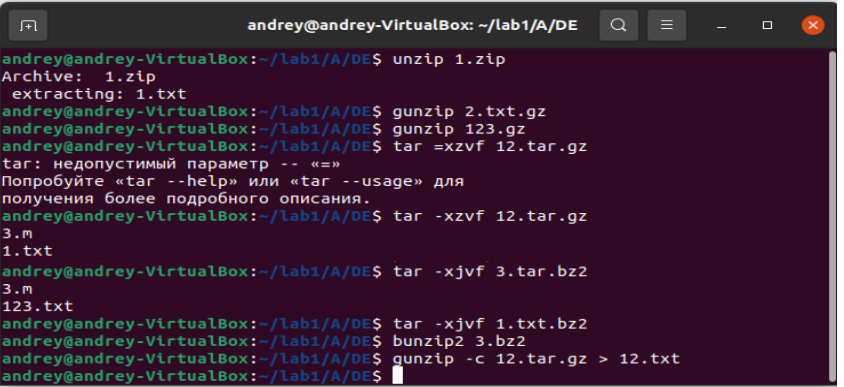 andrey@andrey-VirtualBox: ~/lab1/A/DE
andrey@andrey-VirtualBox:~/lab1/A/DE$ unzip 1.zip
Archive:  1.zip
 extracting: 1.txt
andrey@andrey-VirtualBox:~/lab1/A/DE$ gunzip 2.txt.gz
andrey@andrey-VirtualBox:~/lab1/A/DE$ gunzip 123.gz
andrey@andrey-VirtualBox:~/lab1/A/DE$ tar =xzvf 12.tar.gz
tar: недопустимый параметр -- «=»
Попробуйте «tar --help» или «tar --usage» для
получения более подробного описания.
andrey@andrey-VirtualBox:~/lab1/A/DE$ tar -xzvf 12.tar.gz
3.m
1.txt
andrey@andrey-VirtualBox:~/lab1/A/DE$ tar -xjvf 3.tar.bz2
3.m
123.txt
andrey@andrey-VirtualBox:~/lab1/A/DE$ tar -xjvf 1.txt.bz2
andrey@andrey-VirtualBox:~/lab1/A/DE$ bunzip2 3.bz2
andrey@andrey-VirtualBox:~/lab1/A/DE$ gunzip -c 12.tar.gz > 12.txt
andrey@andrey-VirtualBox:~/lab1/A/DE$